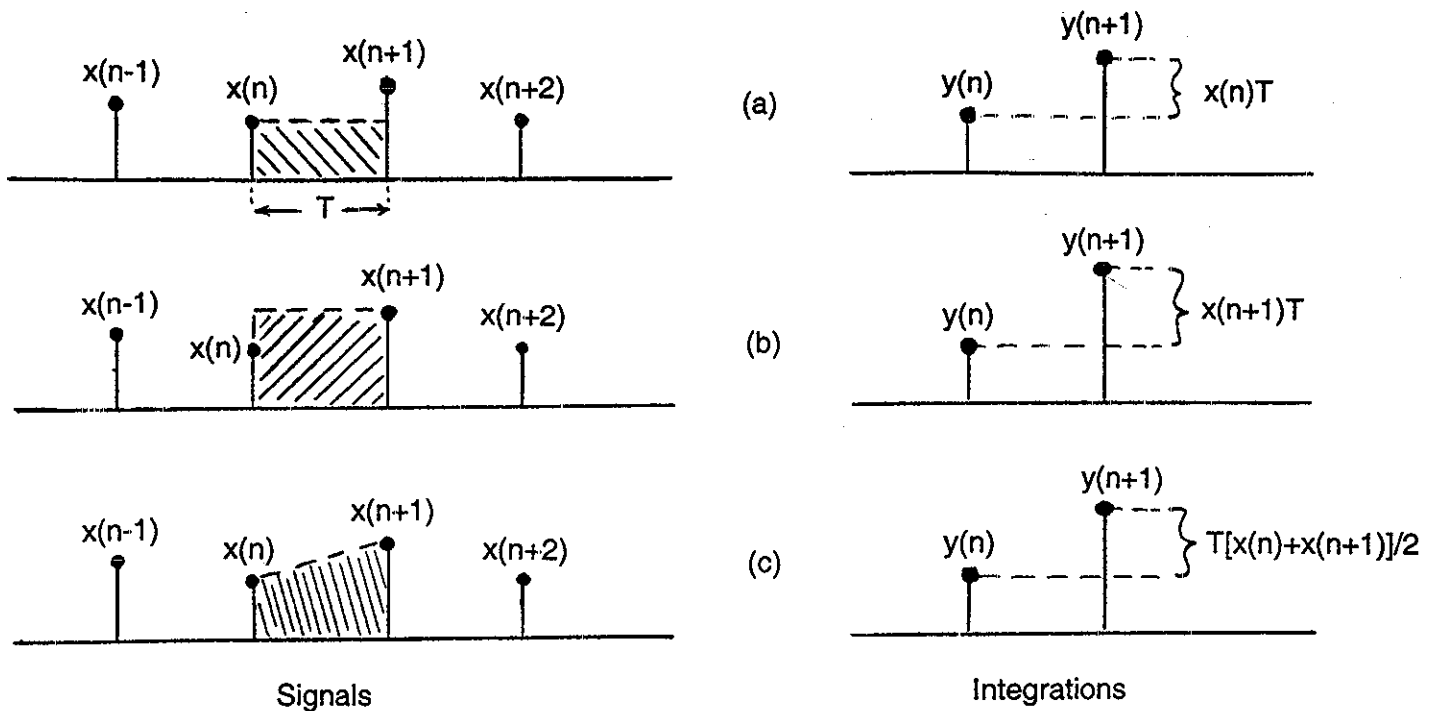 x(n-1)
x(n)
x(n+1)
x(n+2)
T
(a)
y(n)
y(n+1)
x(n)T
x(n-1)
x(n)
x(n+1)
x(n+2)
(b)
y(n)
y(n+1)
x(n+1)T
x(n-1)
x(n)
x(n+1)
x(n+2)
(c)
y(n)
y(n+1)
T[x(n)+x(n+1)]/2
Signals
Integrations